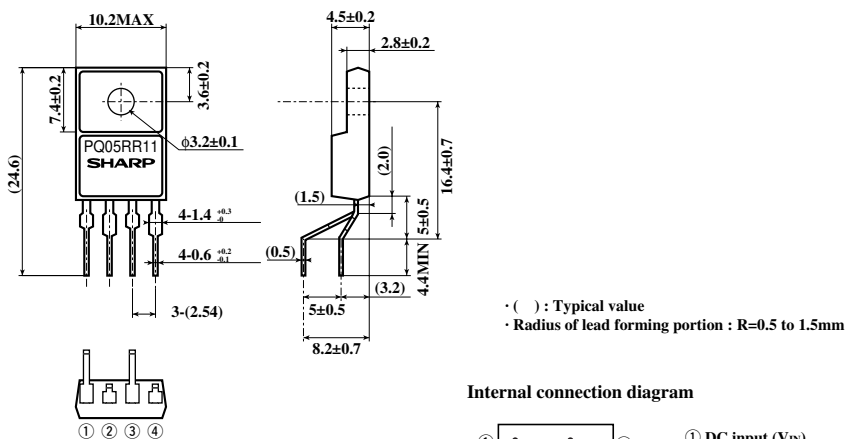 10.2MAX
4.5±0.2
2.8±0.2
7.4±0.2
3.6±0.2
(24.6)
PQ05RR11
SHARP
ϕ3.2±0.1
4-1.4 +0.3 -0
4-0.6 +0.2 -0.1
3-(2.54)
(2.0)
16.4±0.7
(1.5)
5±0.5
(0.5)
4.4MIN
(3.2)
5±0.5
8.2±0.7
· ( ) : Typical value
· Radius of lead forming portion : R=0.5 to 1.5mm
① ② ③ ④
Internal connection diagram
① DC input (VIN)